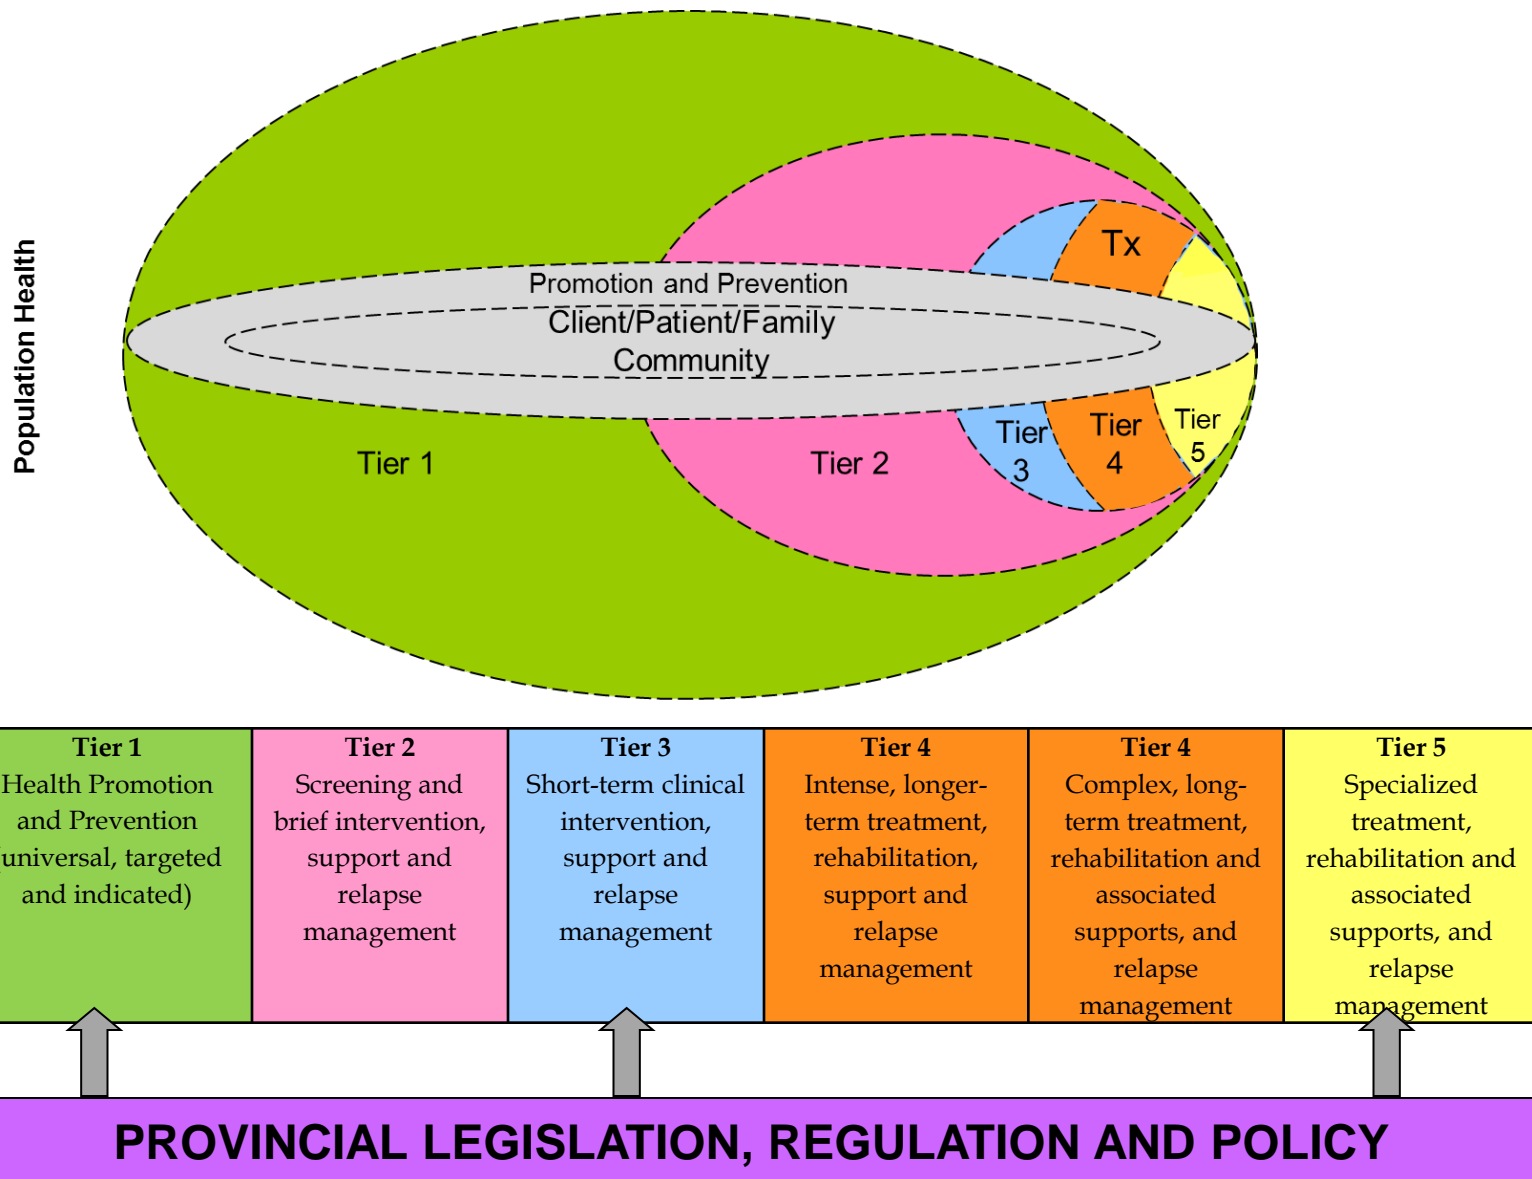 Population Health
Tx
Promotion and Prevention
Client/Patient/Family
Community
Tier 1
Tier 2
Tier
3
Tier
4
Tier
5
Tier 1
Health Promotion
and Prevention
(universal, targeted
and indicated)
Tier 2
Screening and
brief intervention,
support and
relapse
management
Tier 3
Short-term clinical
intervention,
support and
relapse
management
Tier 4
Intense, longer-
term treatment,
rehabilitation,
support and
relapse
management
Tier 4
Complex, long-
term treatment,
rehabilitation and
associated
supports, and
relapse
management
Tier 5
Specialized
treatment,
rehabilitation and
associated
supports, and
relapse
management
PROVINCIAL LEGISLATION, REGULATION AND POLICY